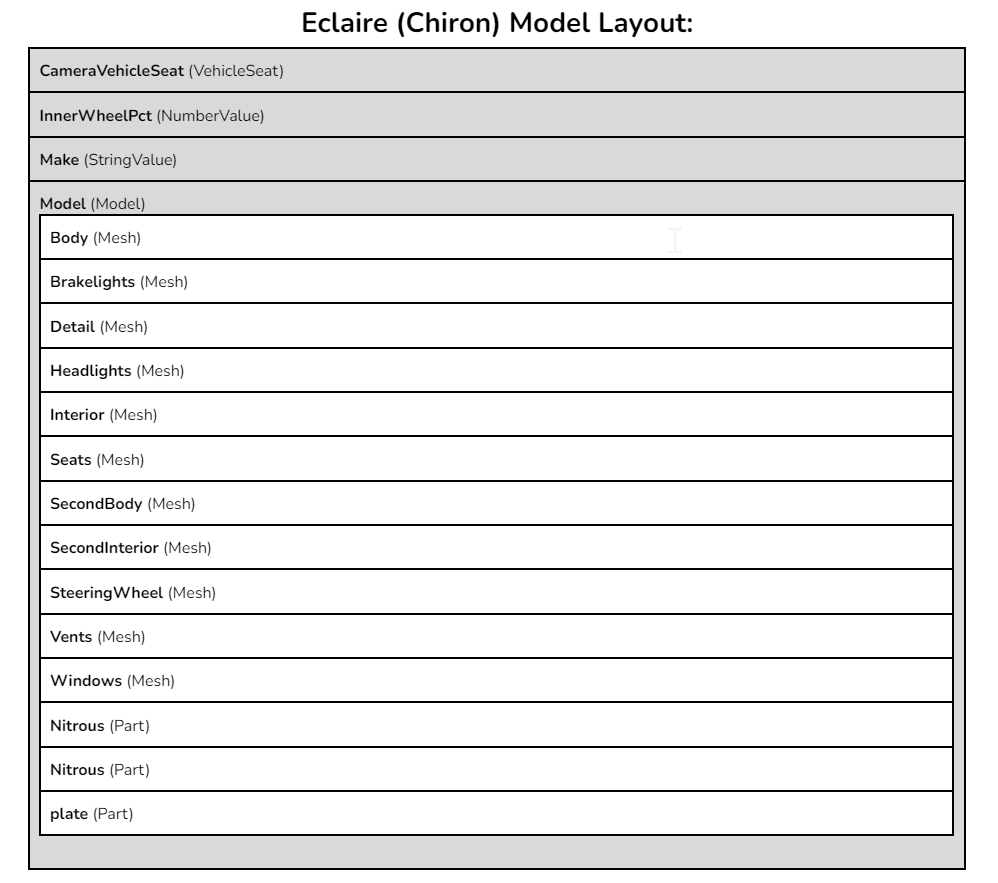 Eclaire (Chiron) Model Layout:
CameraVehicleSeat (VehicleSeat)
InnerWheelPct (NumberValue)
Make (StringValue)
Model (Model)
Body (Mesh)
Brakelights (Mesh)
Detail (Mesh)
Headlights (Mesh)
Interior (Mesh)
Seats (Mesh)
SecondBody (Mesh)
SecondInterior (Mesh)
SteeringWheel (Mesh)
Vents (Mesh)
Windows (Mesh)
Nitrous (Part)
Nitrous (Part)
plate (Part)